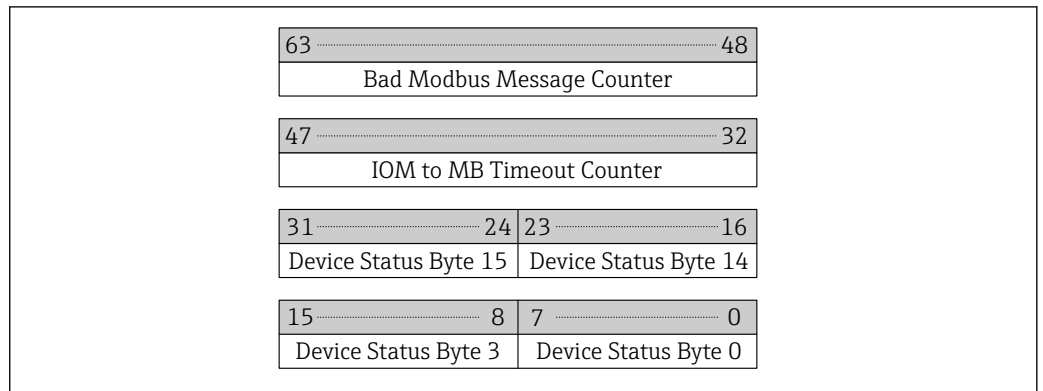 63 48
Bad Modbus Message Counter
47 32
IOM to MB Timeout Counter
31 24 23 16
Device Status Byte 15 Device Status Byte 14
15 8 7 0
Device Status Byte 3 Device Status Byte 0